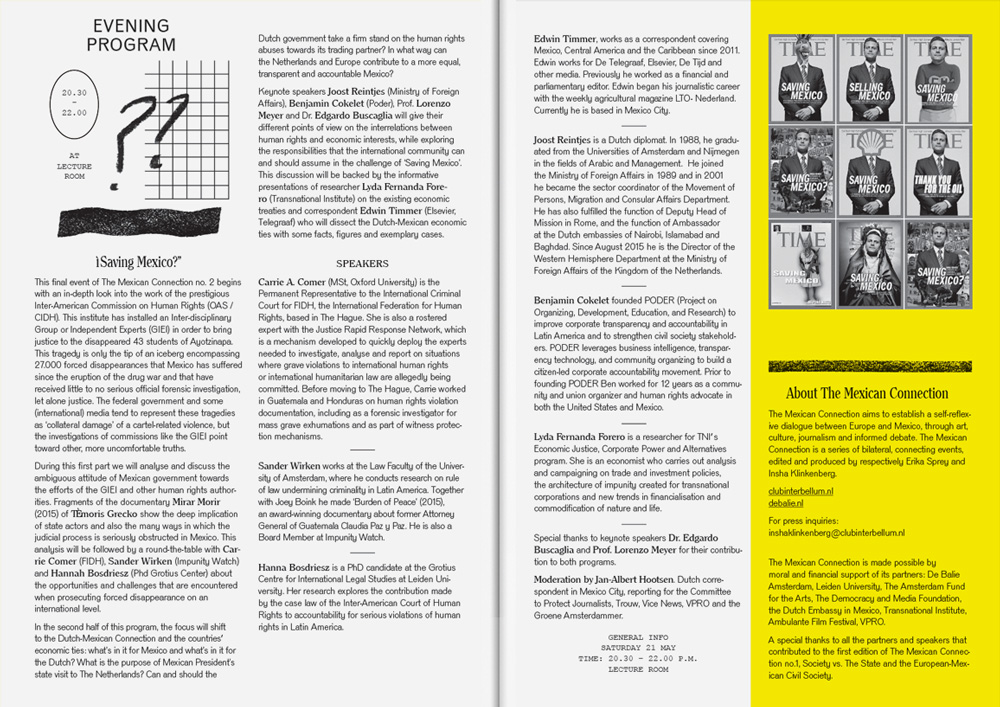 EVENING
PROGRAM
20.30
–
22.00
AT
LECTURE
ROOM
??
¿Saving Mexico?"
This final event of The Mexican Connection no. 2 begins
with an in-depth look into the work of the prestigious
Inter-American Commission on Human Rights (OAS /
CIDH). This institute has installed an Inter-disciplinary
Group or Independent Experts (GIEI) in order to bring
justice to the disappeared 43 students of Ayotzinapa.
This tragedy is only the tip of an iceberg encompassing
27.000 forced disappearances that Mexico has suffered
since the eruption of the drug war and that have
received little to no serious official forensic investigation,
let alone justice. The federal government and some
(international) media tend to represent these tragedies
as 'collateral damage' of a cartel-related violence, but
the investigations of commissions like the GIEI point
toward other, more uncomfortable truths.
During this first part we will analyse and discuss the
ambiguous attitude of Mexican government towards
the efforts of the GIEI and other human rights author-
ities. Fragments of the documentary Mirar Morir
(2015) of TÉmoris Grecko show the deep implication
of state actors and also the many ways in which the
judicial process is seriously obstructed in Mexico. This
analysis will be followed by a round-the-table with Car-
rie Comer (FIDH), Sander Wirken (Impunity Watch)
and Hannah Bosdriesz (Phd Grotius Center) about
the opportunities and challenges that are encountered
when prosecuting forced disappearance on an
international level.
In the second half of this program, the focus will shift
to the Dutch-Mexican Connection and the countries'
economic ties: what's in it for Mexico and what's in it for
the Dutch? What is the purpose of Mexican President's
state visit to The Netherlands? Can and should the
Dutch government take a firm stand on the human rights
abuses towards its trading partner? In what way can
the Netherlands and Europe contribute to a more equal,
transparent and accountable Mexico?
Keynote speakers Joost Reintjes (Ministry of Foreign
Affairs), Benjamin Cokelet (Poder), Prof. Lorenzo
Meyer and Dr. Edgardo Buscaglia will give their
different points of view on the interrelations between
human rights and economic interests, while exploring
the responsibilities that the international community can
and should assume in the challenge of 'Saving Mexico'.
This discussion will be backed by the informative
presentations of researcher Lyda Fernanda Fore-
ro (Transnational Institute) on the existing economic
treaties and correspondent Edwin Timmer (Elsevier,
Telegraaf) who will dissect the Dutch-Mexican economic
ties with some facts, figures and exemplary cases.
SPEAKERS
Carrie A. Comer (MSt, Oxford University) is the
Permanent Representative to the International Criminal
Court for FIDH, the International Federation for Human
Rights, based in The Hague. She is also a rostered
expert with the Justice Rapid Response Network, which
is a mechanism developed to quickly deploy the experts
needed to investigate, analyse and report on situations
where grave violations to international human rights
or international humanitarian law are allegedly being
committed. Before moving to The Hague, Carrie worked
in Guatemala and Honduras on human rights violation
documentation, including as a forensic investigator for
mass grave exhumations and as part of witness protec-
tion mechanisms.
Sander Wirken works at the Law Faculty of the Univer-
sity of Amsterdam, where he conducts research on rule
of law undermining criminality in Latin America. Together
with Joey Boink he made 'Burden of Peace' (2015),
an award-winning documentary about former Attorney
General of Guatemala Claudia Paz y Paz. He is also a
Board Member at Impunity Watch.
Hanna Bosdriesz is a PhD candidate at the Grotius
Centre for International Legal Studies at Leiden Uni-
versity. Her research explores the contribution made
by the case law of the Inter-American Court of Human
Rights to accountability for serious violations of human
rights in Latin America.
Edwin Timmer, works as a correspondent covering
Mexico, Central America and the Caribbean since 2011.
Edwin works for De Telegraaf, Elsevier, De Tijd and
other media. Previously he worked as a financial and
parliamentary editor. Edwin began his journalistic career
with the weekly agricultural magazine LTO- Nederland.
Currently he is based in Mexico City.
Joost Reintjes is a Dutch diplomat. In 1988, he gradu-
ated from the Universities of Amsterdam and Nijmegen
in the fields of Arabic and Management. He joined
the Ministry of Foreign Affairs in 1989 and in 2001
he became the sector coordinator of the Movement of
Persons, Migration and Consular Affairs Department.
He has also fulfilled the function of Deputy Head of
Mission in Rome, and the function of Ambassador
at the Dutch embassies of Nairobi, Islamabad and
Baghdad. Since August 2015 he is the Director of the
Western Hemisphere Department at the Ministry of
Foreign Affairs of the Kingdom of the Netherlands.
Benjamin Cokelet founded PODER (Project on
Organizing, Development, Education, and Research) to
improve corporate transparency and accountability in
Latin America and to strengthen civil society stakehold-
ers. PODER leverages business intelligence, transpar-
ency technology, and community organizing to build a
citizen-led corporate accountability movement. Prior to
founding PODER Ben worked for 12 years as a commu-
nity and union organizer and human rights advocate in
both the United States and Mexico.
Lyda Fernanda Forero is a researcher for TNI's
Economic Justice, Corporate Power and Alternatives
program. She is an economist who carries out analysis
and campaigning on trade and investment policies,
the architecture of impunity created for transnational
corporations and new trends in financialisation and
commodification of nature and life.
Special thanks to keynote speakers Dr. Edgardo
Buscaglia and Prof. Lorenzo Meyer for their contribu-
tion to both programs.
Moderation by Jan-Albert Hootsen. Dutch corre-
spondent in Mexico City, reporting for the Committee
to Protect Journalists, Trouw, Vice News, VPRO and the
Groene Amsterdammer.
GENERAL INFO
SATURDAY 21 MAY
TIME: 20.30 – 22.00 P.M.
LECTURE ROOM
TIME
SAVING
MEXICO
TIME
SELLING
MEXICO
TIME
SAVING
MEXICO
SAVING
MEXICO?
TIME
SAVING
MEXICO
TIME
THANK YOU
FOR THE OIL
TIME
SAVING
MEXICO
SAVING
MEXICO
SAVING
MEXICO?
About The Mexican Connection
The Mexican Connection aims to establish a self-reflex-
ive dialogue between Europe and Mexico, through art,
culture, journalism and informed debate. The Mexican
Connection is a series of bilateral, connecting events,
edited and produced by respectively Erika Sprey and
Insha Klinkenberg.
clubinterbellum.nl
debalie.nl
For press inquiries:
inshaklinkenberg@clubinterbellum.nl
The Mexican Connection is made possible by
moral and financial support of its partners: De Balie
Amsterdam, Leiden University, The Amsterdam Fund
for the Arts, The Democracy and Media Foundation,
the Dutch Embassy in Mexico, Transnational Institute,
Ambulante Film Festival, VPRO.
A special thanks to all the partners and speakers that
contributed to the first edition of The Mexican Connec-
tion no.1, Society vs. The State and the European-Mex-
ican Civil Society.